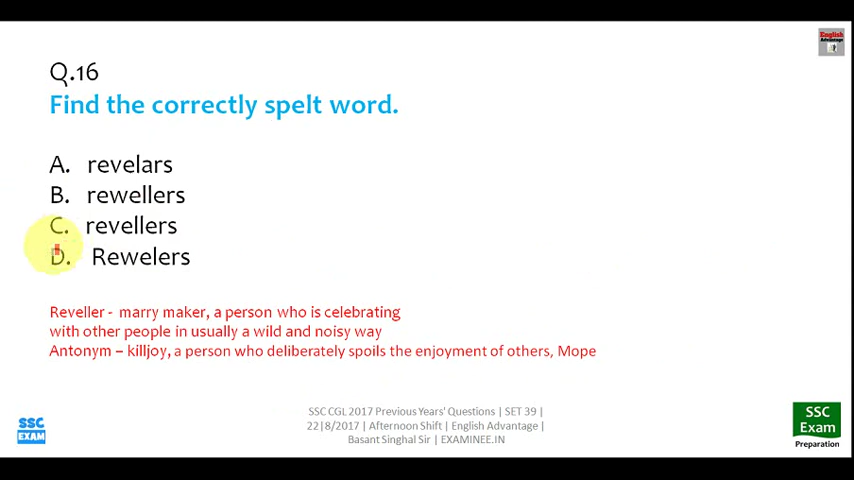 English
Advantage
Q.16
Find the correctly spelt word.
A. revelars
B. rewellers
C. revellers
D. Rewelers
Reveller - marry maker, a person who is celebrating
with other people in usually a wild and noisy way
Antonym – killjoy, a person who deliberately spoils the enjoyment of others, Mope
SSC
EXAM
SSC CGL 2017 Previous Years' Questions | SET 39 |
22|8/2017 | Afternoon Shift | English Advantage |
Basant Singhal Sir | EXAMINEE.IN
SSC
Exam
Preparation